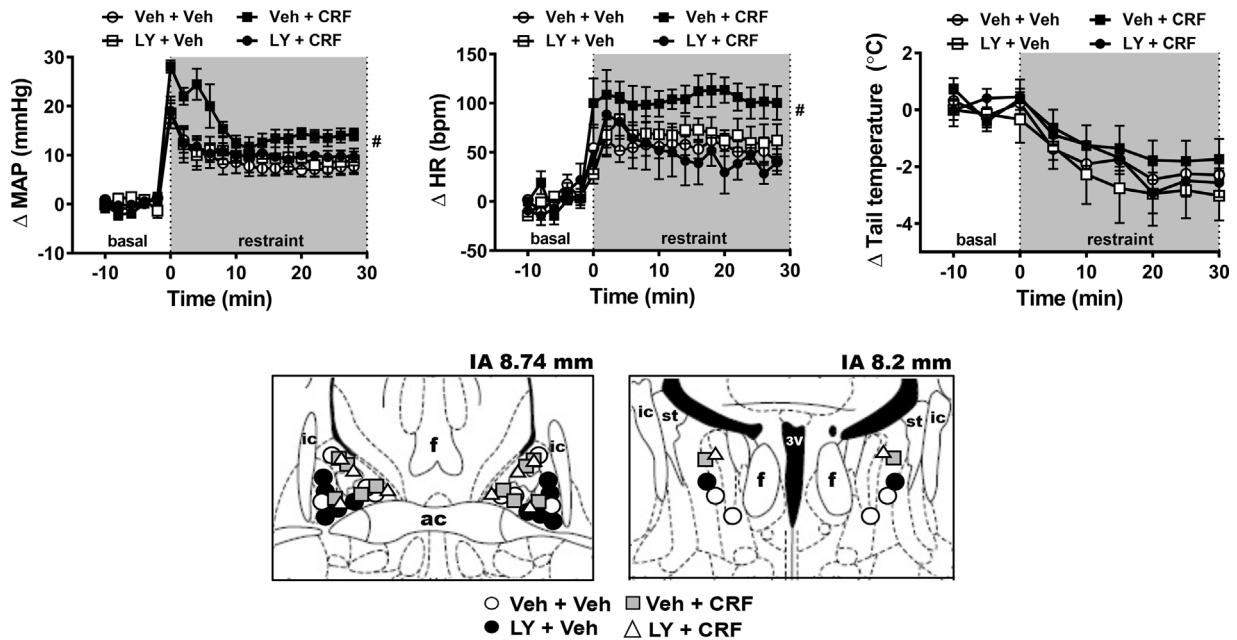 Veh + Veh Veh + CRF
LY + Veh LY + CRF
Δ MAP (mmHg)
30
20
10
0
-10
basal restraint
#
-10 0 10 20 30
Time (min)
Veh + Veh Veh + CRF
LY + Veh LY + CRF
Δ HR (bpm)
150
100
50
0
-50
basal restraint
#
-10 0 10 20 30
Time (min)
Veh + Veh Veh + CRF
LY + Veh LY + CRF
Δ Tail temperature (°C)
2
0
-2
-4
basal restraint
-10 0 10 20 30
Time (min)
IA 8.74 mm
ic f ic
ac
IA 8.2 mm
ic st 3V st ic
f f
Veh + Veh Veh + CRF
LY + Veh LY + CRF